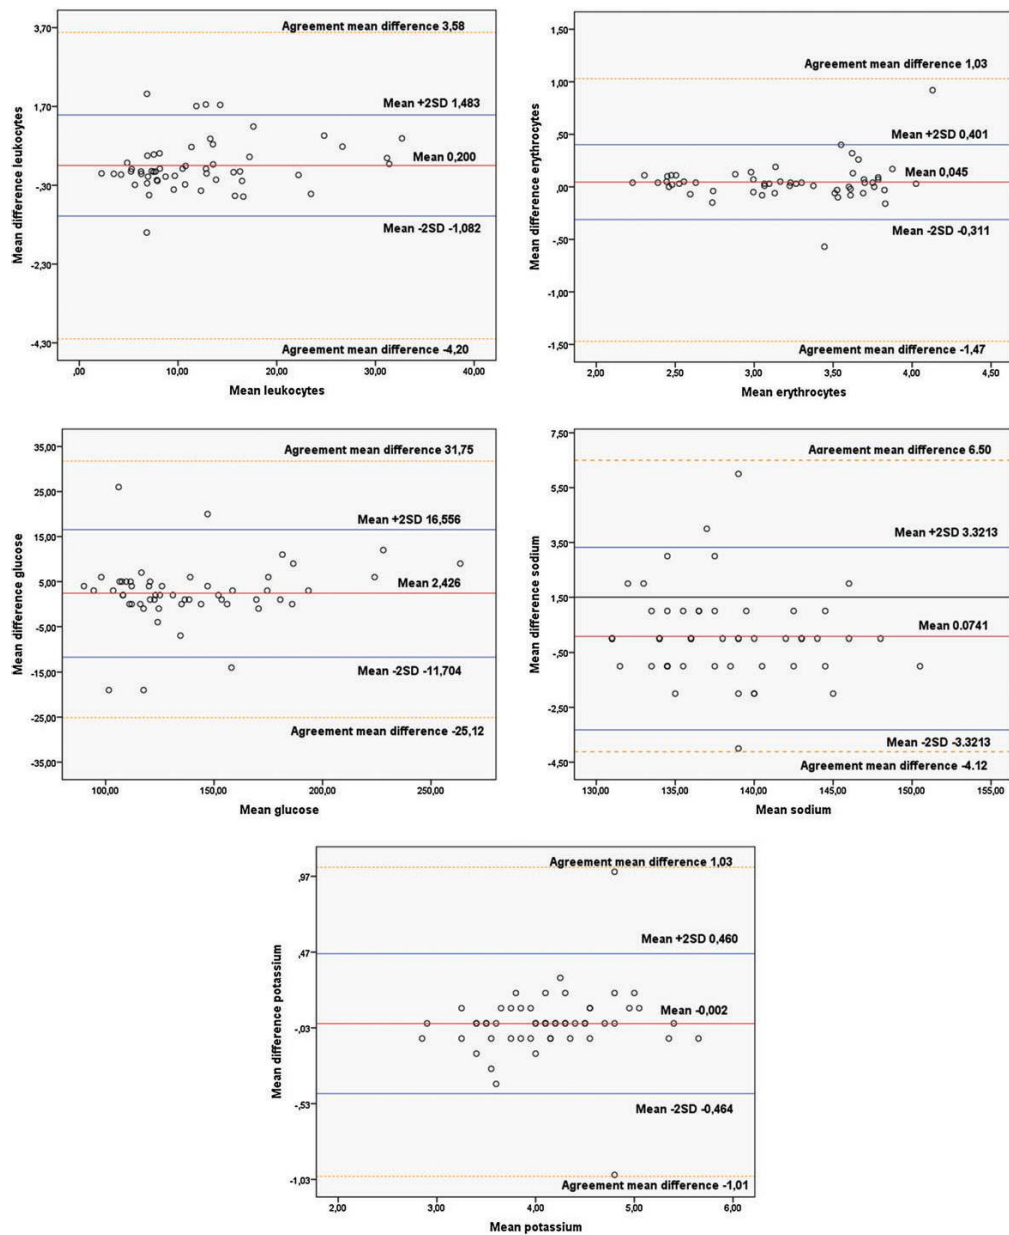 3,70
1,70
-,30
-2,30
-4,30
Mean difference leukocytes
Agreement mean difference 3,58
Mean +2SD 1,483
Mean 0,200
Mean -2SD -1,082
Agreement mean difference -4,20
,00 10,00 20,00 30,00 40,00
Mean leukocytes
1,50
1,00
,50
,00
-,50
-1,00
-1,50
Mean difference erythrocytes
Agreement mean difference 1,03
Mean +2SD 0,401
Mean 0,045
Mean -2SD -0,311
Agreement mean difference -1,47
2,00 2,50 3,00 3,50 4,00 4,50
Mean erythrocytes
35,00
25,00
15,00
5,00
-5,00
-15,00
-25,00
-35,00
Mean difference glucose
Agreement mean difference 31,75
Mean +2SD 16,556
Mean 2,426
Mean -2SD -11,704
Agreement mean difference -25,12
100,00 150,00 200,00 250,00
Mean glucose
7,50
5,50
3,50
1,50
-,50
-2,50
-4,50
Mean difference sodium
Agreement mean difference 6.50
Mean +2SD 3.3213
Mean 0.0741
Mean -2SD -3.3213
Agreement mean difference -4.12
130,00 135,00 140,00 145,00 150,00 155,00
Mean sodium
,97
,47
-,03
-,53
-1,03
Mean difference potassium
Agreement mean difference 1,03
Mean +2SD 0,460
Mean -0,002
Mean -2SD -0,464
Agreement mean difference -1,01
2,00 3,00 4,00 5,00 6,00
Mean potassium